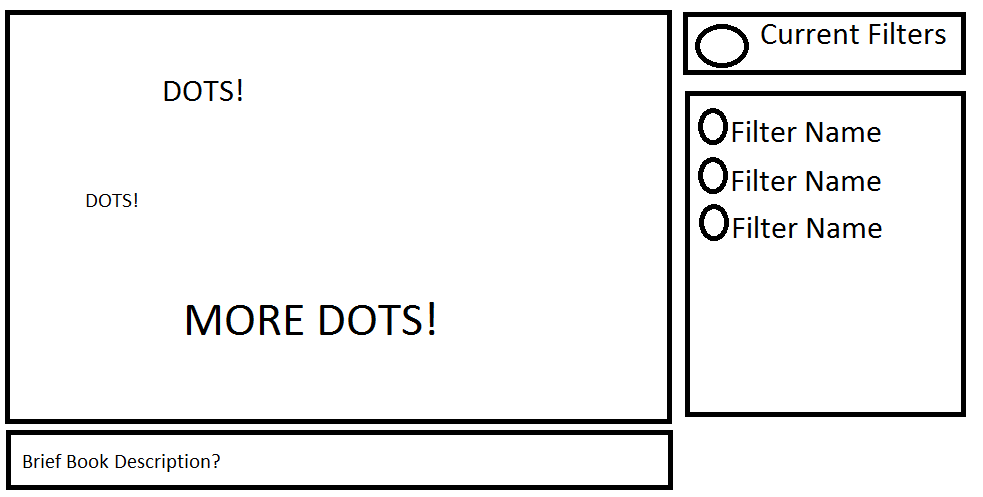 DOTS!
DOTS!
MORE DOTS!
Brief Book Description?
Current Filters
Filter Name
Filter Name
Filter Name